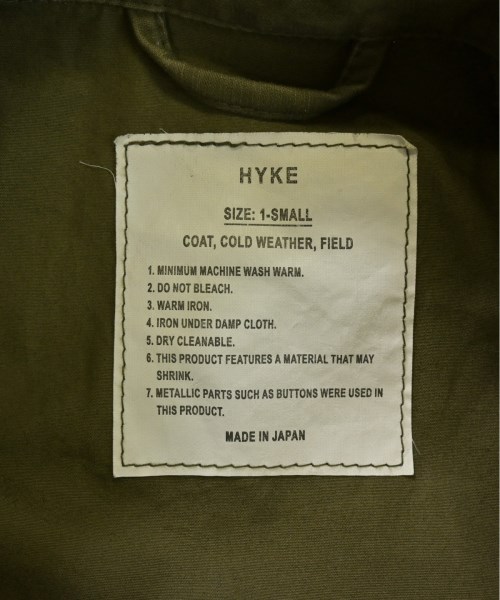 HYKE
SIZE: 1-SMALL
COAT, COLD WEATHER, FIELD
1. MINIMUM MACHINE WASH WARM.
2. DO NOT BLEACH.
3. WARM IRON.
4. IRON UNDER DAMP CLOTH.
5. DRY CLEANABLE.
6. THIS PRODUCT FEATURES A MATERIAL THAT MAY
SHRINK.
7. METALLIC PARTS SUCH AS BUTTONS WERE USED IN
THIS PRODUCT.
MADE IN JAPAN